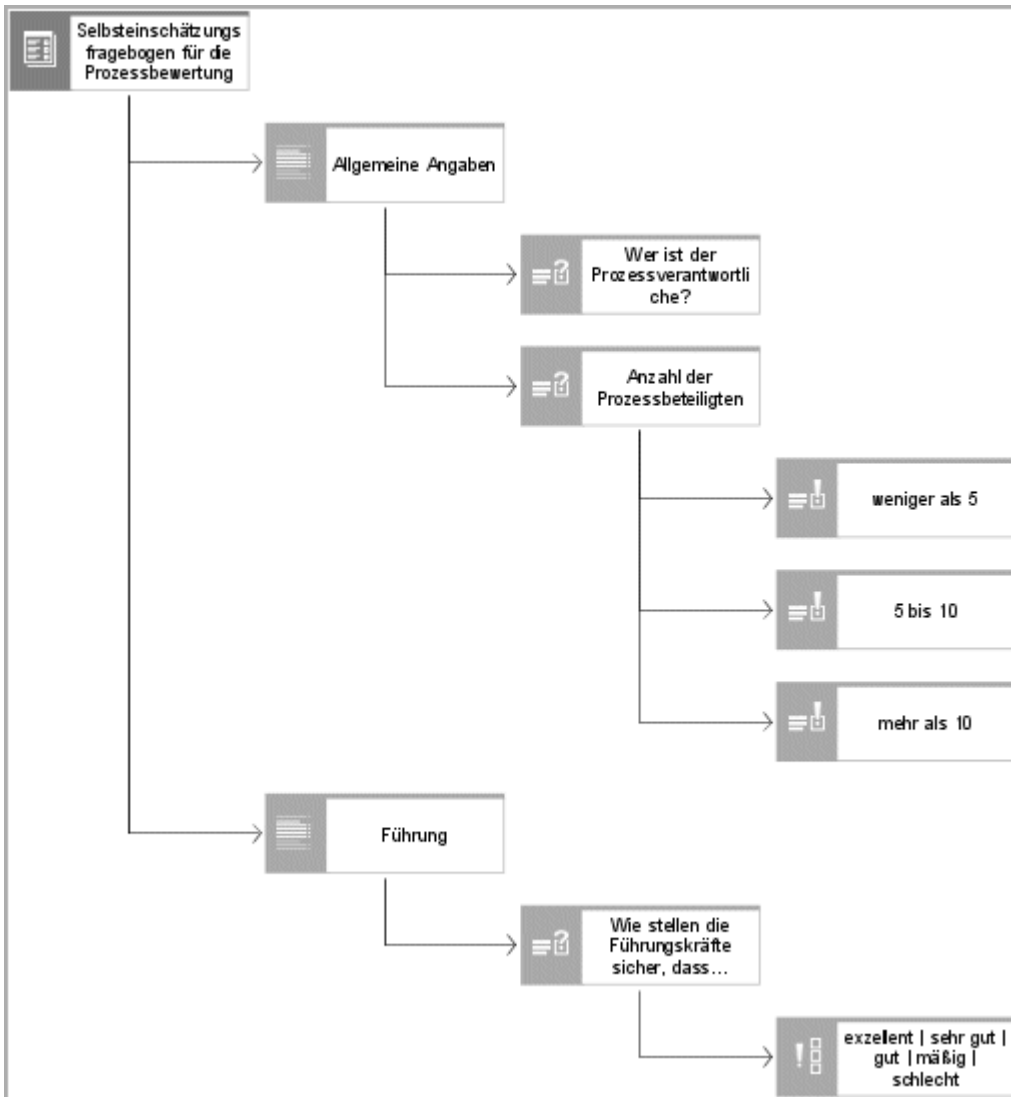 Selbsteinschätzungs
fragebogen für die
Prozessbewertung
Allgemeine Angaben
Wer ist der
Prozessverantwortli
che?
Anzahl der
Prozessbeteiligten
weniger als 5
5 bis 10
mehr als 10
Führung
Wie stellen die
Führungskräfte
sicher, dass...
exzellent | sehr gut |
gut | mäßig |
schlecht